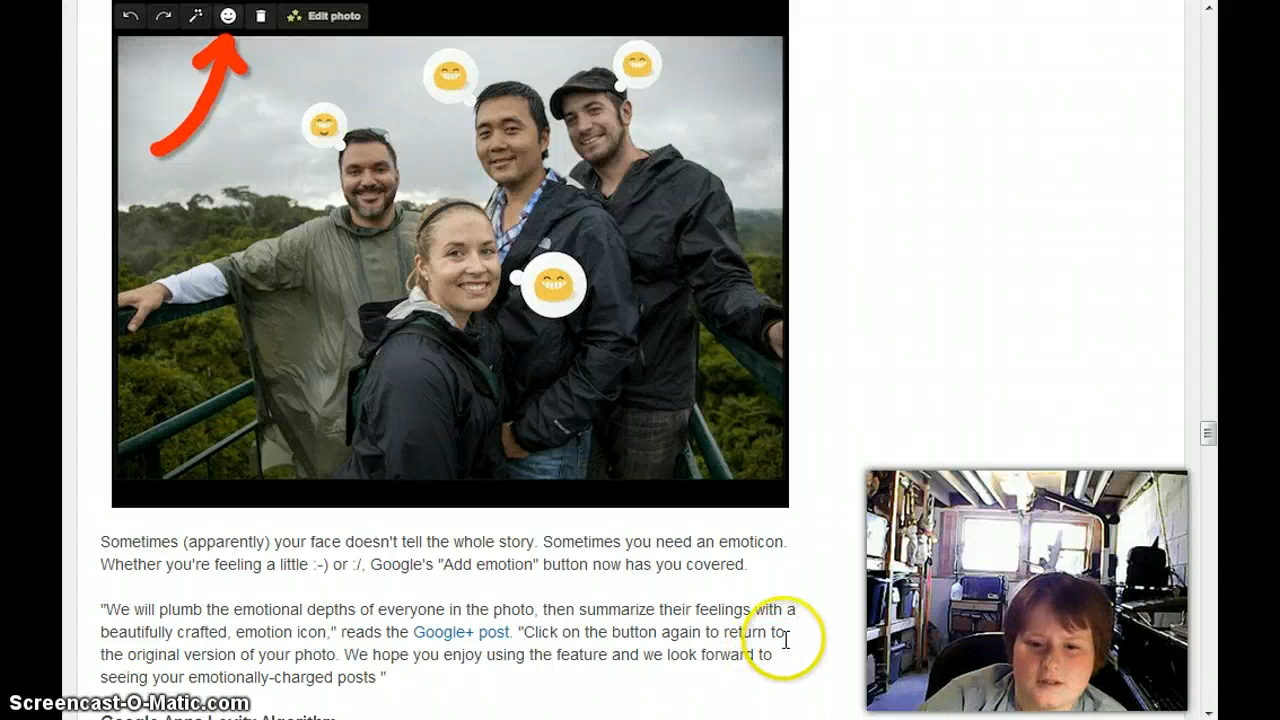 Edit photo
Sometimes (apparently) your face doesn't tell the whole story. Sometimes you need an emoticon.
Whether you're feeling a little :-) or :/, Google's "Add emotion" button now has you covered.
"We will plumb the emotional depths of everyone in the photo, then summarize their feelings with a
beautifully crafted, emotion icon," reads the Google+ post. "Click on the button again to return to
the original version of your photo. We hope you enjoy using the feature and we look forward to
seeing your emotionally-charged posts "
Google Apps Levity Algorithm
Screencast-O-Matic.com